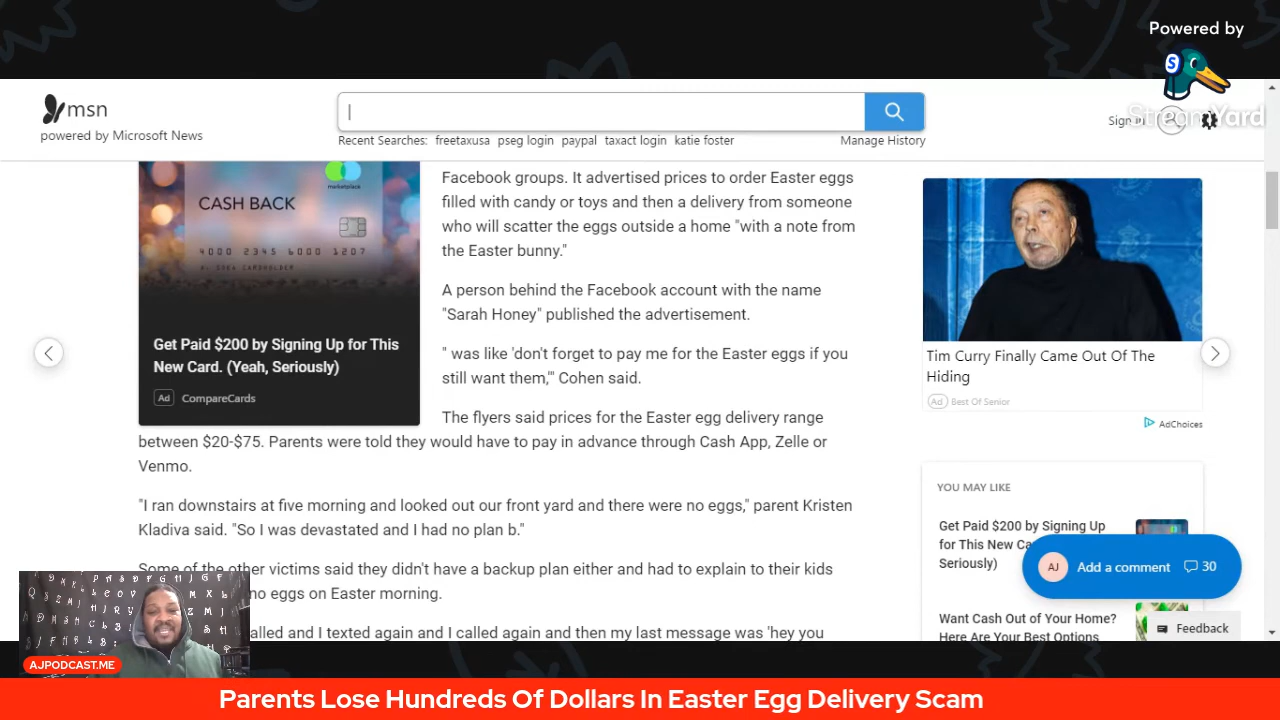 Powered by
StreamYard
msn
powered by Microsoft News
Sign in
Recent Searches: freetaxusa pseg login paypal taxact login katie foster
Manage History
marketplace
CASH BACK
4000 2345 6000 1207
CARDHOLDER
Get Paid $200 by Signing Up for This
New Card. (Yeah, Seriously)
Ad CompareCards
Facebook groups. It advertised prices to order Easter eggs
filled with candy or toys and then a delivery from someone
who will scatter the eggs outside a home "with a note from
the Easter bunny."
A person behind the Facebook account with the name
"Sarah Honey" published the advertisement.
" was like 'don't forget to pay me for the Easter eggs if you
still want them,'" Cohen said.
The flyers said prices for the Easter egg delivery range
between $20-$75. Parents were told they would have to pay in advance through Cash App, Zelle or
Venmo.
"I ran downstairs at five morning and looked out our front yard and there were no eggs," parent Kristen
Kladiva said. "So I was devastated and I had no plan b."
Some of the other victims said they didn't have a backup plan either and had to explain to their kids
no eggs on Easter morning.
alled and I texted again and I called again and then my last message was 'hey you
Tim Curry Finally Came Out Of The
Hiding
Ad Best Of Senior
AdChoices
YOU MAY LIKE
Get Paid $200 by Signing Up
for This New Ca
Seriously)
AJ Add a comment 30
Want Cash Out of Your Home?
Here Are Your Best Options
Feedback
AJPODCAST.ME
Parents Lose Hundreds Of Dollars In Easter Egg Delivery Scam